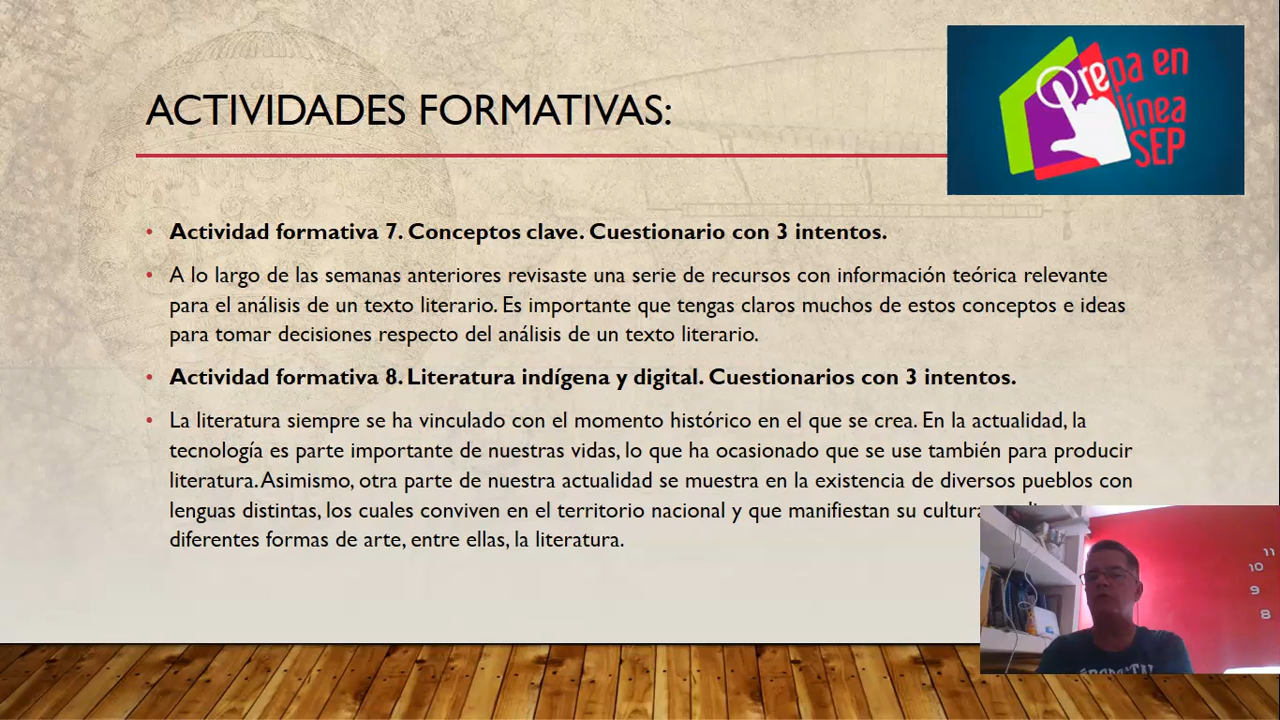 ACTIVIDADES FORMATIVAS:
Prepa en
línea
SEP
• Actividad formativa 7. Conceptos clave. Cuestionario con 3 intentos.
• A lo largo de las semanas anteriores revisaste una serie de recursos con información teórica relevante
para el análisis de un texto literario. Es importante que tengas claros muchos de estos conceptos e ideas
para tomar decisiones respecto del análisis de un texto literario.
• Actividad formativa 8. Literatura indígena y digital. Cuestionarios con 3 intentos.
• La literatura siempre se ha vinculado con el momento histórico en el que se crea. En la actualidad, la
tecnología es parte importante de nuestras vidas, lo que ha ocasionado que se use también para producir
literatura. Asimismo, otra parte de nuestra actualidad se muestra en la existencia de diversos pueblos con
lenguas distintas, los cuales conviven en el territorio nacional y que manifiestan su cultura
diferentes formas de arte, entre ellas, la literatura.
11
10
9
8